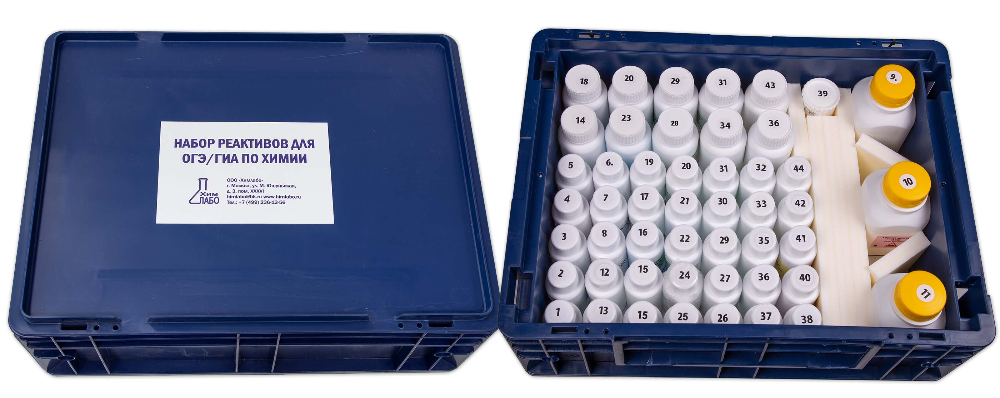 НАБОР РЕАКТИВОВ ДЛЯ
ОГЭ/ГИА ПО ХИМИИ
Хим
ЛАБО
ООО «Химлабо»
г. Москва, ул. М. Юшуньская,
д. 3, пом. XXXVI
himlabo@bk.ru www.himlabo.ru
Тел.: +7 (499) 236-13-56
18 20 29 31 43 39 9.
14 23 28 34 36
5 6. 19 20 31 32 44 10
4 7 17 21 30 33 42
3 8 16 22 29 35 41
Серная кислот
H₂SO₄
10
2 12 15 24 27 36 40 11
1 13 15 25 26 37 38